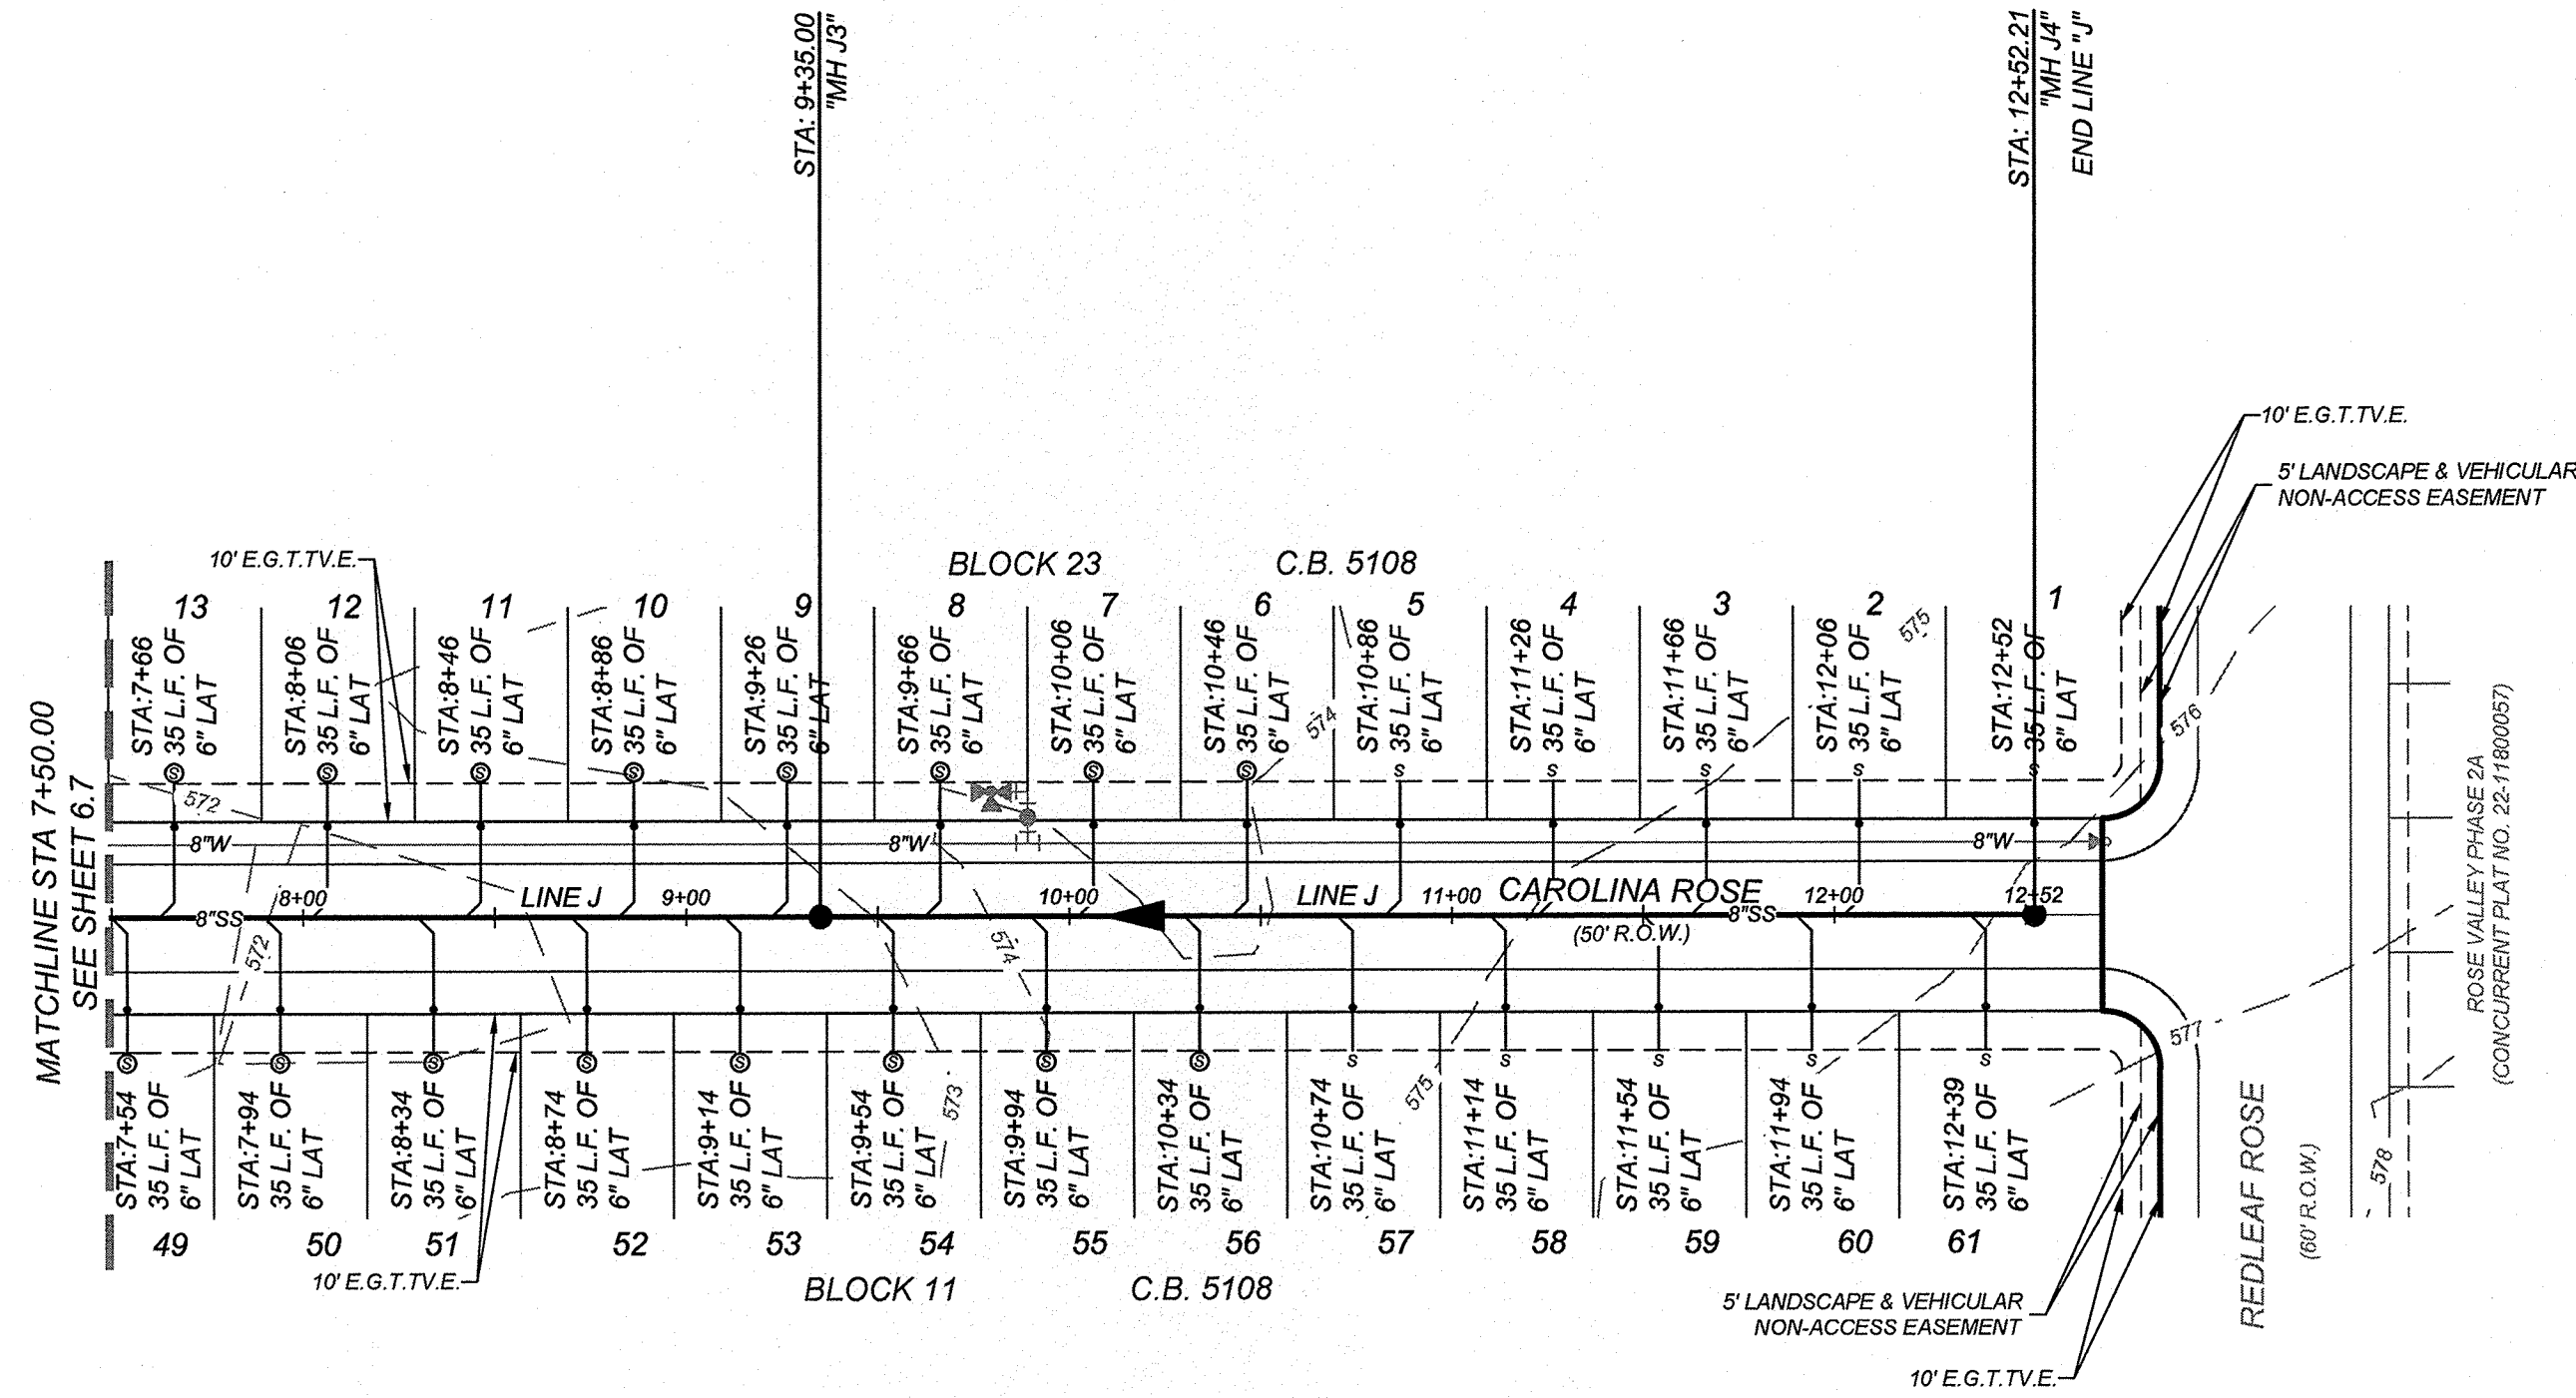 STA: 9+35.00
"MH J3"
STA: 12+52.21
"MH J4"
END LINE "J"
10' E.G.T.TV.E.
5' LANDSCAPE & VEHICULAR
NON-ACCESS EASEMENT
10' E.G.T.TV.E.
BLOCK 23
C.B. 5108
13
12
11
10
9
8
7
6
5
4
3
2
1
STA:7+66
35 L.F. OF
6" LAT
STA:8+06
35 L.F. OF
6" LAT
STA:8+46
35 L.F. OF
6" LAT
STA:8+86
35 L.F. OF
6" LAT
STA:9+26
35 L.F. OF
6" LAT
STA:9+66
35 L.F. OF
6" LAT
STA:10+06
35 L.F. OF
6" LAT
STA:10+46
35 L.F. OF
6" LAT
STA:10+86
35 L.F. OF
6" LAT
STA:11+26
35 L.F. OF
6" LAT
STA:11+66
35 L.F. OF
6" LAT
STA:12+06
35 L.F. OF
6" LAT
STA:12+52
35 L.F. OF
6" LAT
575
574
576
S
S
S
S
S
S
S
S
S
S
S
S
S
572
MATCHLINE STA 7+50.00
SEE SHEET 6.7
8"W
8"W
8"W
8"SS
8+00
LINE J
9+00
10+00
LINE J
11+00
CAROLINA ROSE
8"SS
(50' R.O.W.)
12+00
12+52
572
574
577
ROSE VALLEY PHASE 2A
(CONCURRENT PLAT NO. 22-11800057)
S
S
S
S
S
S
S
S
S
S
S
S
S
STA:7+54
35 L.F. OF
6" LAT
STA:7+94
35 L.F. OF
6" LAT
STA:8+34
35 L.F. OF
6" LAT
STA:8+74
35 L.F. OF
6" LAT
STA:9+14
35 L.F. OF
6" LAT
STA:9+54
35 L.F. OF
6" LAT
573
STA:9+94
35 L.F. OF
6" LAT
STA:10+34
35 L.F. OF
6" LAT
STA:10+74
35 L.F. OF
6" LAT
575
STA:11+14
35 L.F. OF
6" LAT
STA:11+54
35 L.F. OF
6" LAT
STA:11+94
35 L.F. OF
6" LAT
STA:12+39
35 L.F. OF
6" LAT
49
50
51
52
53
54
55
56
57
58
59
60
61
REDLEAF ROSE
(60' R.O.W.)
578
10' E.G.T.TV.E.
BLOCK 11
C.B. 5108
5' LANDSCAPE & VEHICULAR
NON-ACCESS EASEMENT
10' E.G.T.TV.E.